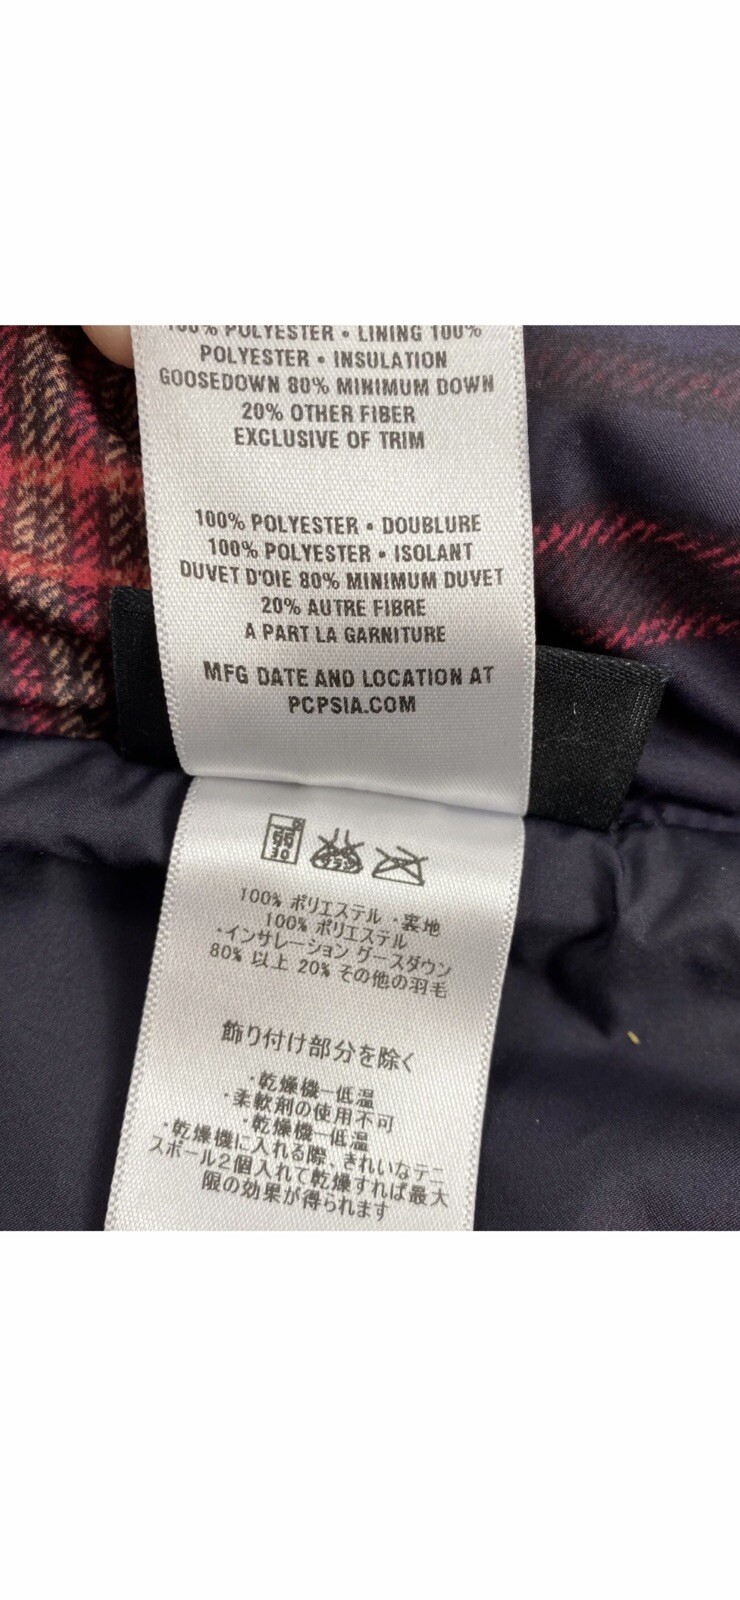 100% POLYESTER • LINING 100%
POLYESTER • INSULATION
GOOSEDOWN 80% MINIMUM DOWN
20% OTHER FIBER
EXCLUSIVE OF TRIM
100% POLYESTER • DOUBLURE
100% POLYESTER • ISOLANT
DUVET D'OIE 80% MINIMUM DUVET
20% AUTRE FIBRE
A PART LA GARNITURE
MFG DATE AND LOCATION AT
PCPSIA.COM
100% ポリエステル ・裏地
100% ポリエステル
・インサレーション グースダウン
80% 以上 20% その他の羽毛
飾り付け部分を除く
・乾燥機ー低温
・柔軟剤の使用不可
・乾燥機ー低温
・乾燥機に入れる際、きれいなテニ
スボール2個入れて乾燥すれば最大
限の効果が得られます